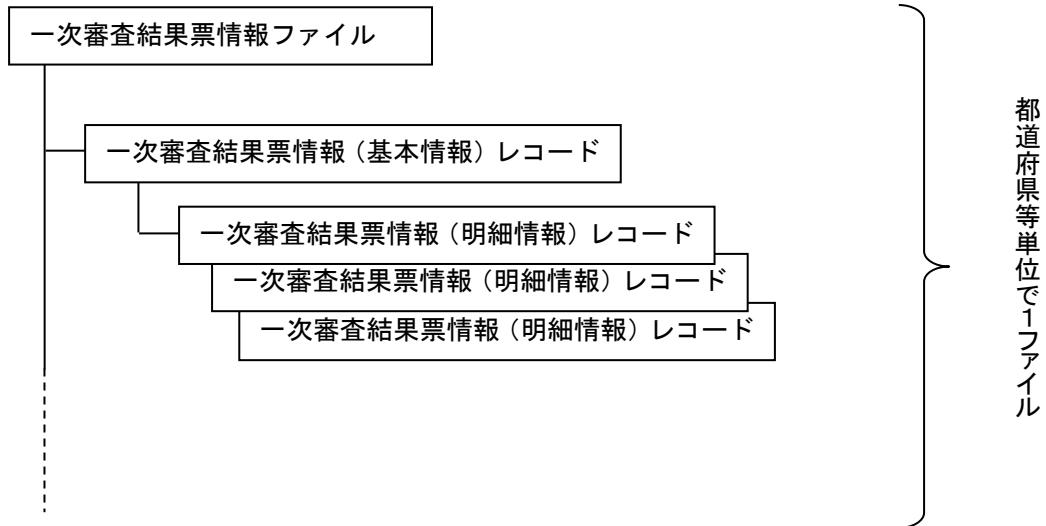 一次審査結果票情報ファイル
一次審査結果票情報（基本情報）レコード
一次審査結果票情報（明細情報）レコード
一次審査結果票情報（明細情報）レコード
一次審査結果票情報（明細情報）レコード
都道府県等単位で1ファイル